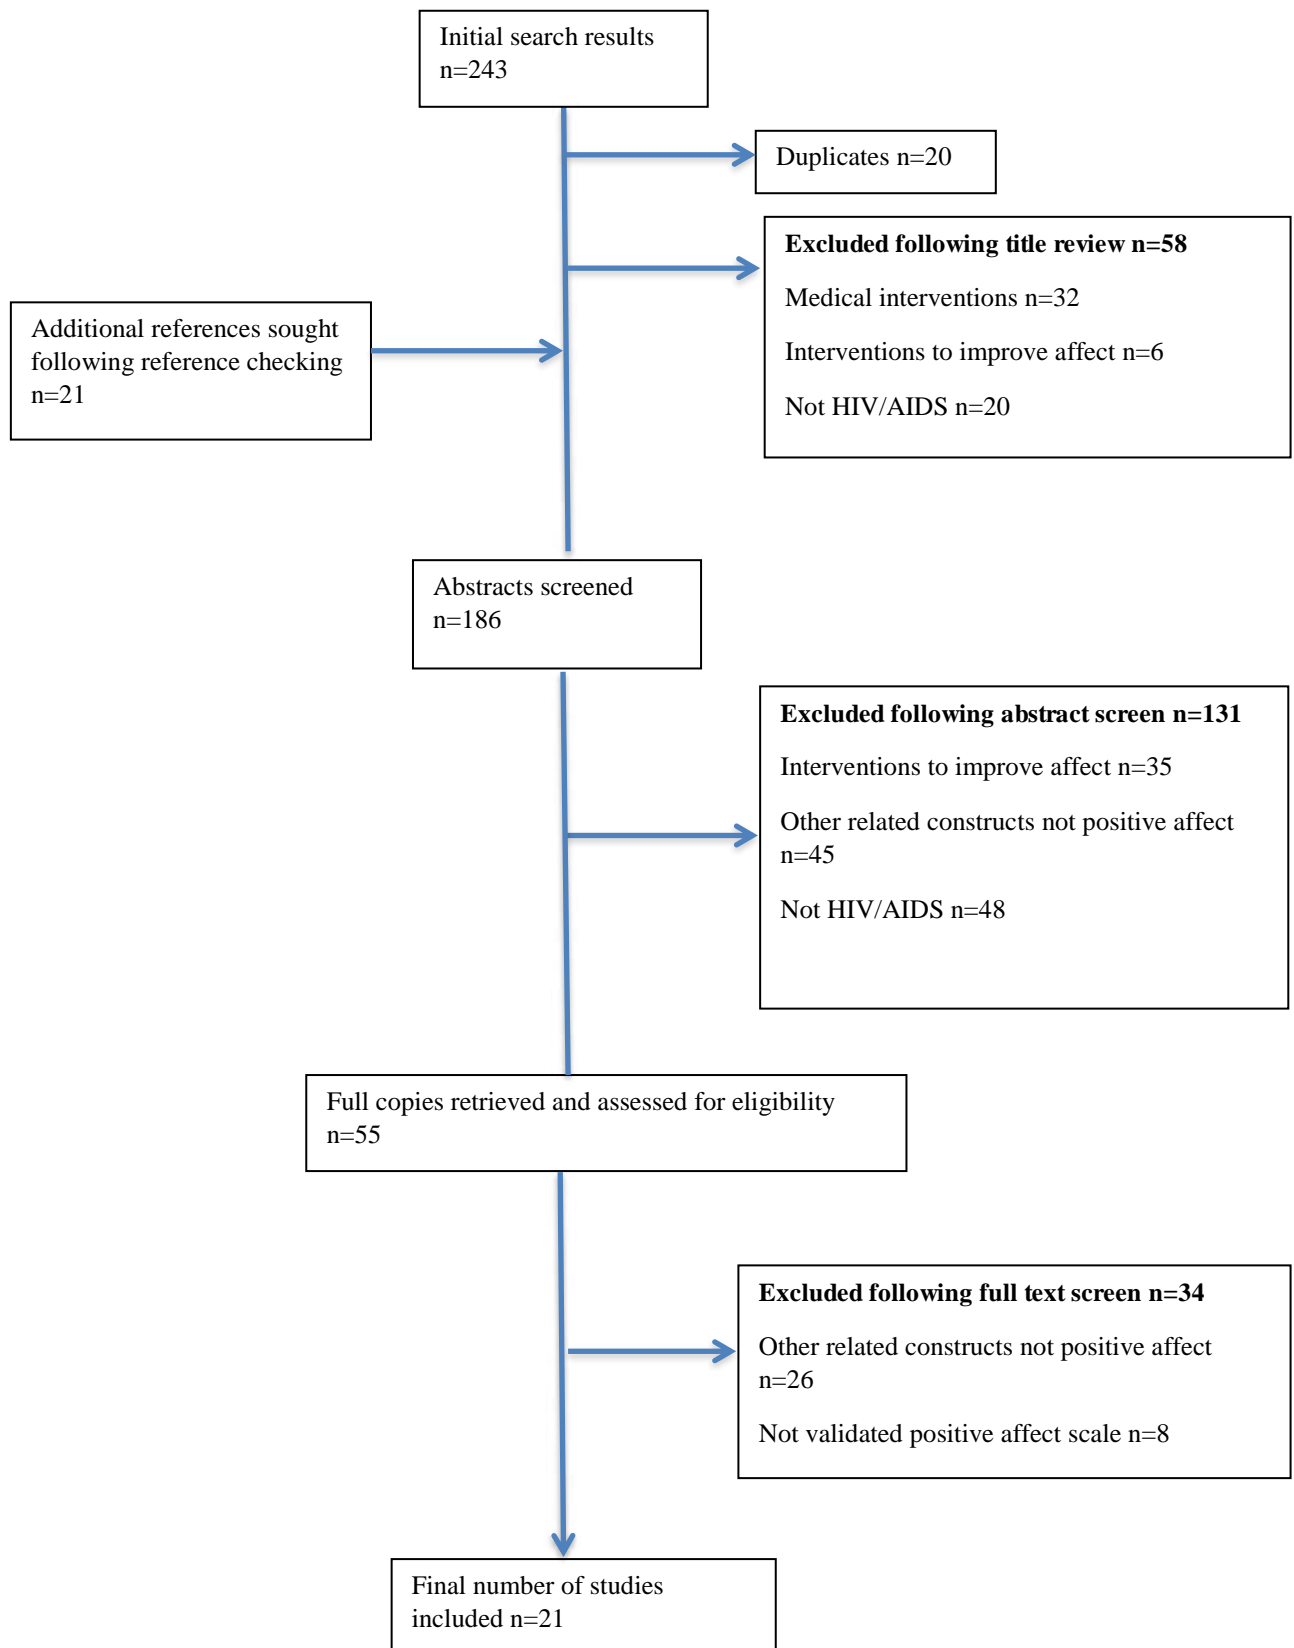 Initial search results
n=243
Duplicates n=20
Excluded following title review n=58
Medical interventions n=32
Interventions to improve affect n=6
Not HIV/AIDS n=20
Additional references sought
following reference checking
n=21
Abstracts screened
n=186
Excluded following abstract screen n=131
Interventions to improve affect n=35
Other related constructs not positive affect
n=45
Not HIV/AIDS n=48
Full copies retrieved and assessed for eligibility
n=55
Excluded following full text screen n=34
Other related constructs not positive affect
n=26
Not validated positive affect scale n=8
Final number of studies
included n=21